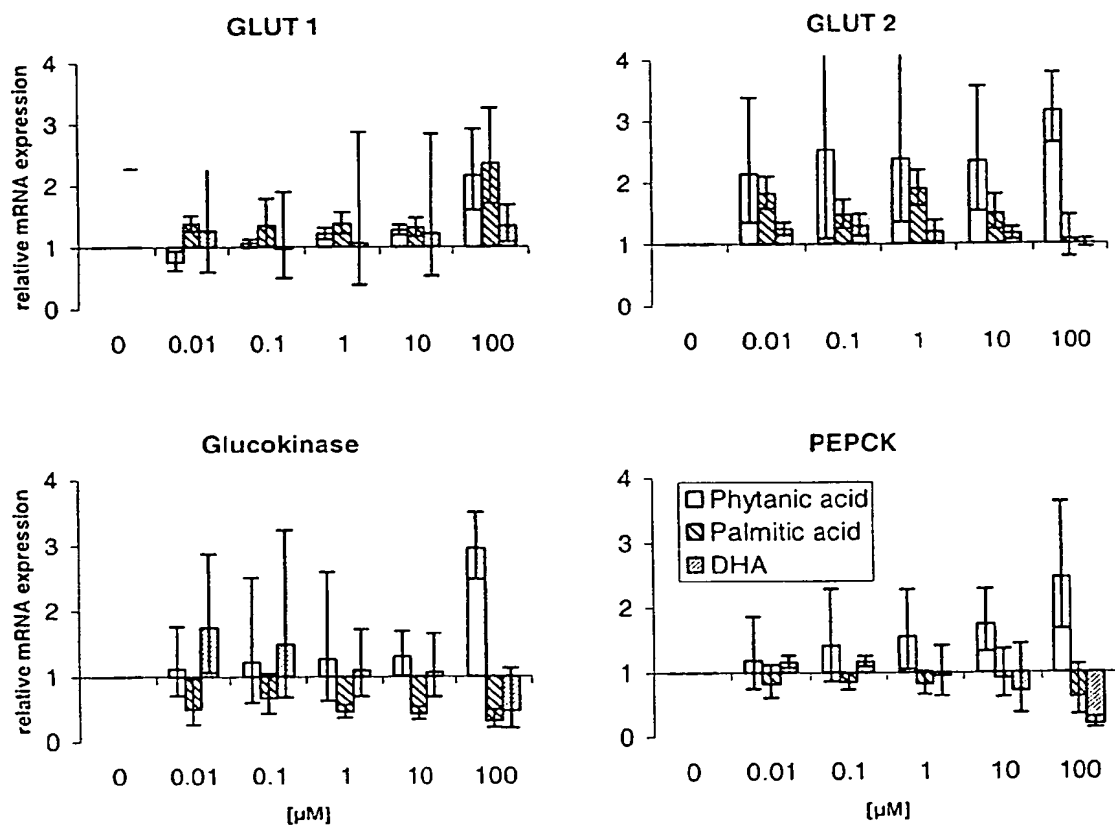 GLUT 1
relative mRNA expression
4
3
2
1
0
0 0.01 0.1 1 10 100
GLUT 2
4
3
2
1
0
0 0.01 0.1 1 10 100
Glucokinase
relative mRNA expression
4
3
2
1
0
0 0.01 0.1 1 10 100
[µM]
PEPCK
4
3
2
1
0
Phytanic acid
Palmitic acid
DHA
0 0.01 0.1 1 10 100
[µM]